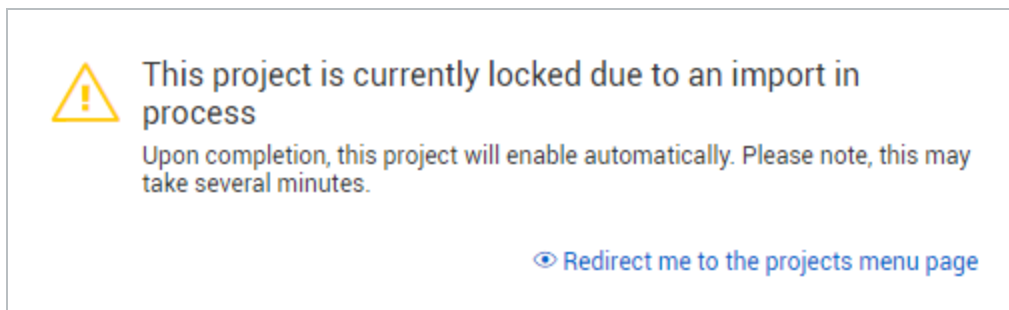 This project is currently locked due to an import in
process
Upon completion, this project will enable automatically. Please note, this may
take several minutes.
Redirect me to the projects menu page